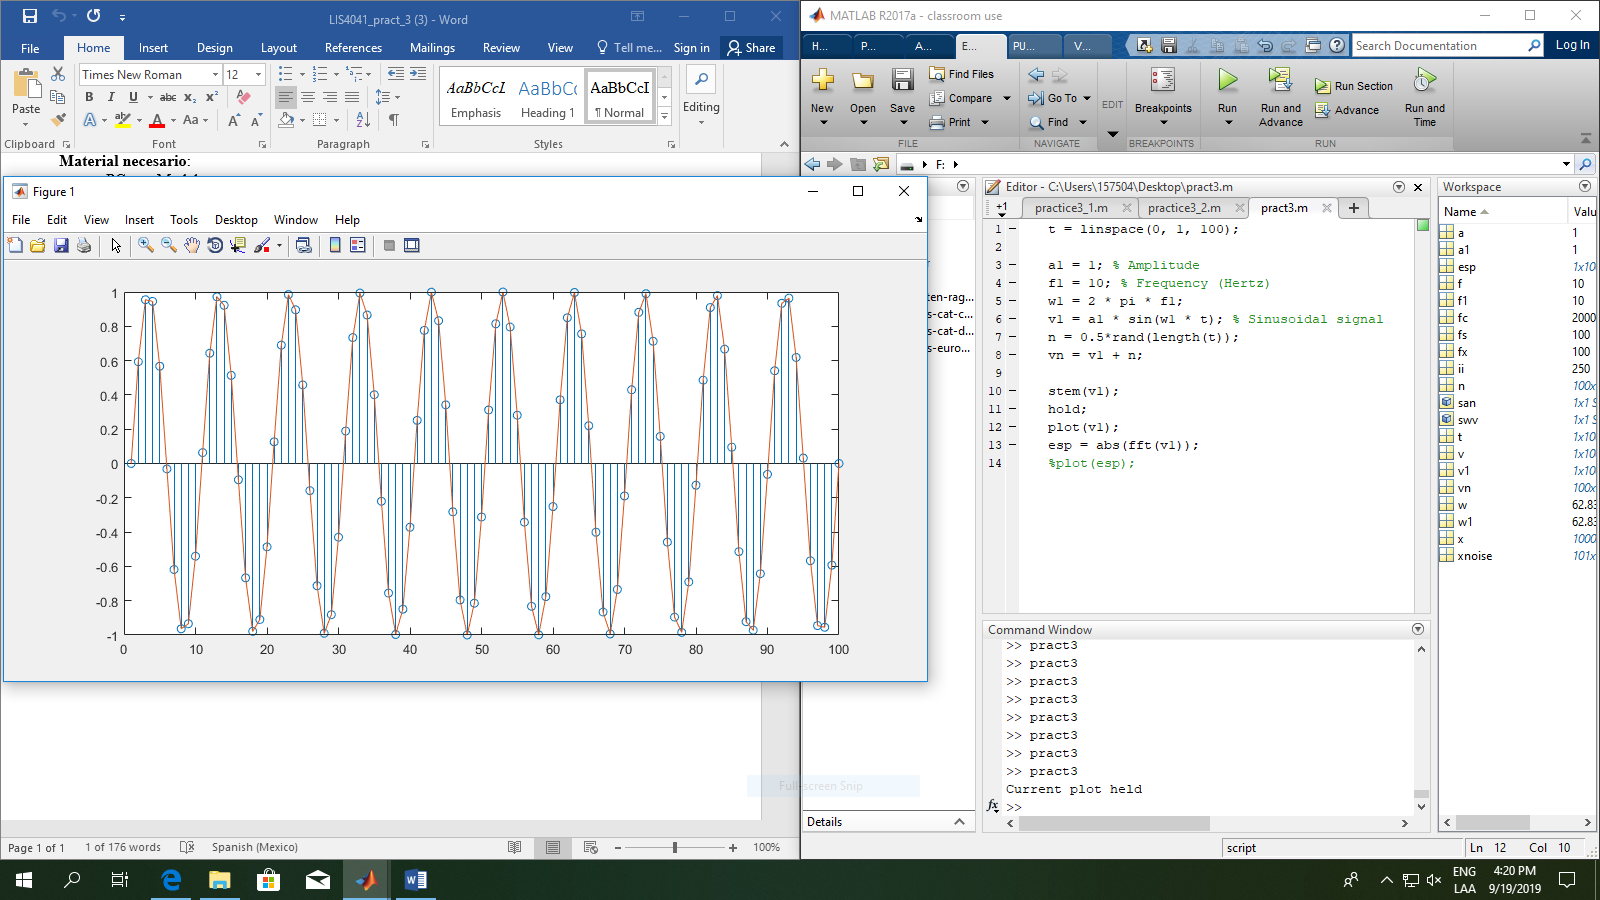 LIS4041_pract_3 (3) - Word
File Home Insert Design Layout References Mailings Review View Tell me... Sign in Share
Paste
Clipboard
Times New Roman 12
B I U abc x₂ x²
A ab A Aa A A
Font
Paragraph
AaBbCcI AaBbCc AaBbCcI
Emphasis Heading 1 ¶ Normal
Styles
Editing
Material necesario:
Figure 1
File Edit View Insert Tools Desktop Window Help
1
0.8
0.6
0.4
0.2
0
-0.2
-0.4
-0.6
-0.8
-1
0 10 20 30 40 50 60 70 80 90 100
Full-screen Snip
Page 1 of 1 1 of 176 words Spanish (Mexico) 100%
MATLAB R2017a - classroom use
H... P... A... E... PU... V... Search Documentation Log In
New Open Save
Find Files
Compare
Print
FILE
Go To
Find
NAVIGATE
EDIT
Breakpoints
BREAKPOINTS
Run
Run and Advance
Run Section
Advance
Run and Time
RUN
F:
ten-rag...
s-cat-c...
s-cat-d...
s-euro...
Details
Editor - C:\Users\157504\Desktop\pract3.m
+1 practice3_1.m practice3_2.m pract3.m
1 t = linspace(0, 1, 100);
2
3 a1 = 1; % Amplitude
4 f1 = 10; % Frequency (Hertz)
5 w1 = 2 * pi * f1;
6 v1 = a1 * sin(w1 * t); % Sinusoidal signal
7 n = 0.5*rand(length(t));
8 vn = v1 + n;
9
10 stem(v1);
11 hold;
12 plot(v1);
13 esp = abs(fft(v1));
14 %plot(esp);
Command Window
>> pract3
>> pract3
>> pract3
>> pract3
>> pract3
>> pract3
>> pract3
>> pract3
Current plot held
fx >>
Workspace
Name Valu
a 1
a1 1
esp 1x10
f 10
f1 10
fc 2000
fs 100
fx 100
ii 250
n 100x
san 1x1 S
swv 1x1 S
t 1x10
v 1x10
v1 1x10
vn 100x
w 62.83
w1 62.83
x 1000
xnoise 101x
script Ln 12 Col 10
ENG
LAA
4:20 PM
9/19/2019